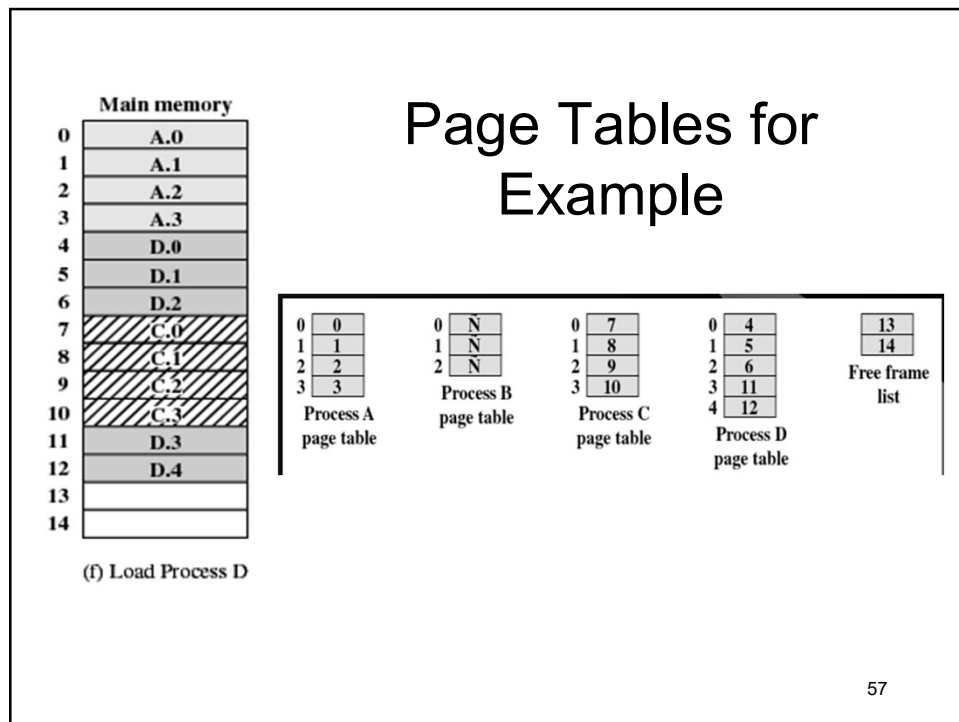 Page Tables for
Example
Main memory
0 A.0
1 A.1
2 A.2
3 A.3
4 D.0
5 D.1
6 D.2
7 C.0
8 C.1
9 C.2
10 C.3
11 D.3
12 D.4
13
14
(f) Load Process D
0 0
1 1
2 2
3 3
Process A
page table
0 Ñ
1 Ñ
2 Ñ
Process B
page table
0 7
1 8
2 9
3 10
Process C
page table
0 4
1 5
2 6
3 11
4 12
Process D
page table
13
14
Free frame
list
57